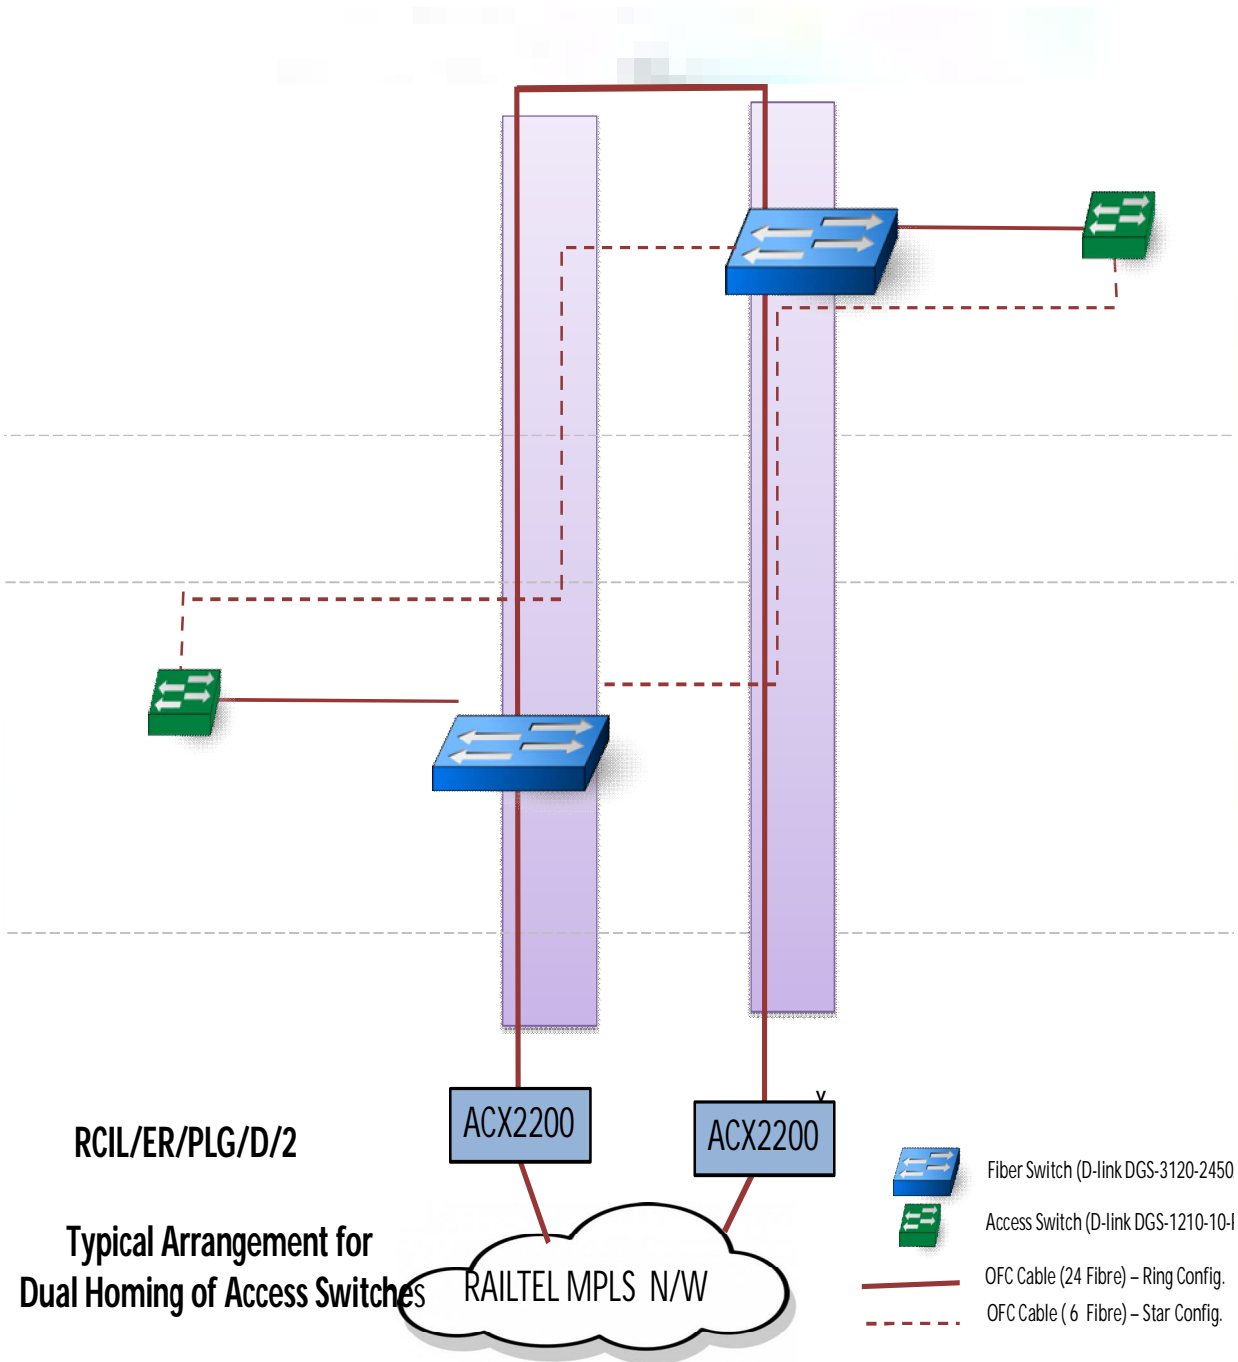 v
ACX2200
ACX2200
RCIL/ER/PLG/D/2
Typical Arrangement for
Dual Homing of Access Switches
RAILTEL MPLS N/W
Fiber Switch (D-link DGS-3120-2450
Access Switch (D-link DGS-1210-10-
OFC Cable (24 Fibre) – Ring Config.
OFC Cable ( 6 Fibre) – Star Config.